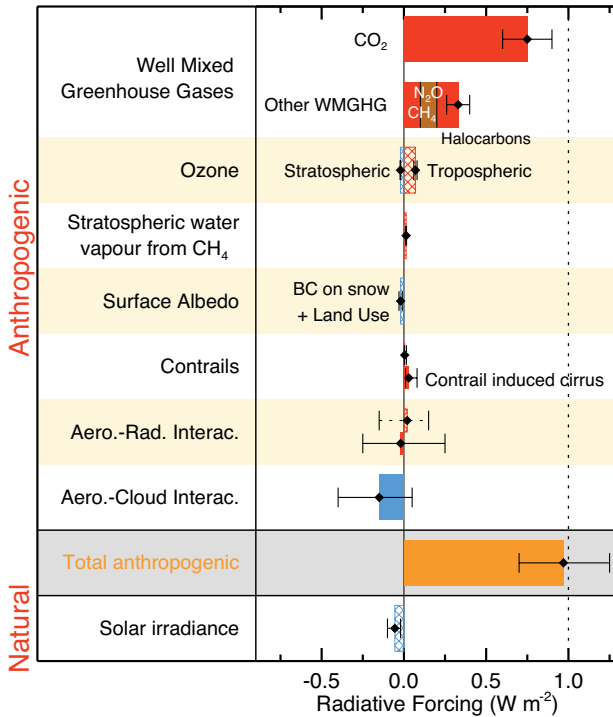 Anthropogenic
Natural
Well Mixed
Greenhouse Gases
CO₂
Other WMGHG
N₂O
CH₄
Halocarbons
Ozone
Stratospheric
Tropospheric
Stratospheric water
vapour from CH₄
Surface Albedo
BC on snow
+ Land Use
Contrails
Contrail induced cirrus
Aero.-Rad. Interac.
Aero.-Cloud Interac.
Total anthropogenic
Solar irradiance
-0.5 0.0 0.5 1.0
Radiative Forcing (W m⁻²)